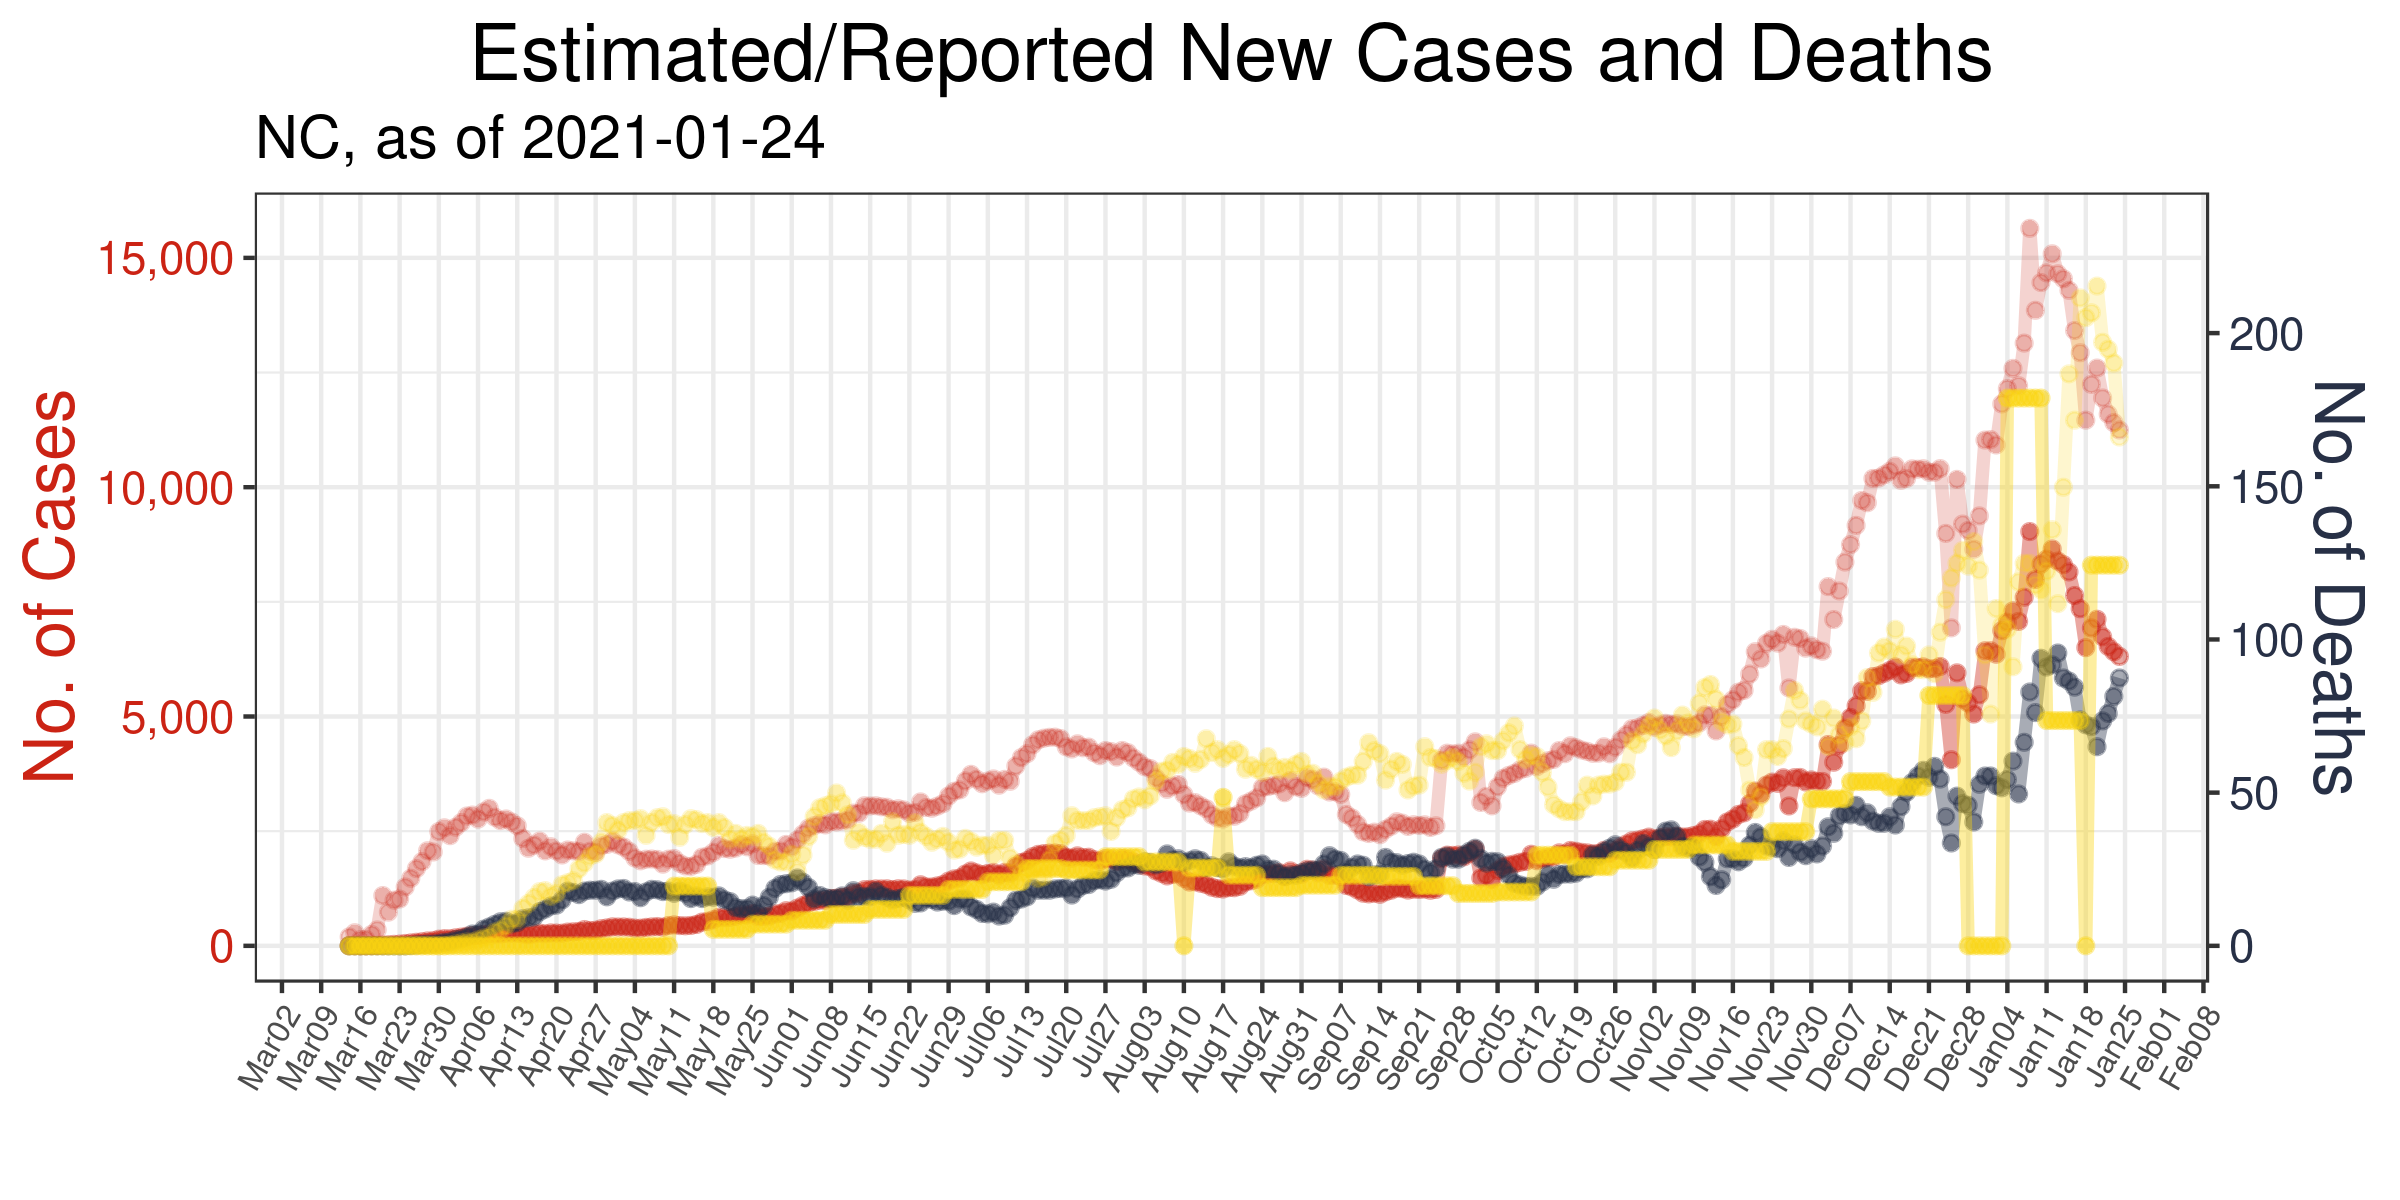 Estimated/Reported New Cases and Deaths
NC, as of 2021-01-24
No. of Cases
15,000
10,000
5,000
0
No. of Deaths
200
150
100
50
0
Mar02
Mar09
Mar16
Mar23
Mar30
Apr06
Apr13
Apr20
Apr27
May04
May11
May18
May25
Jun01
Jun08
Jun15
Jun22
Jun29
Jul06
Jul13
Jul20
Jul27
Aug03
Aug10
Aug17
Aug24
Aug31
Sep07
Sep14
Sep21
Sep28
Oct05
Oct12
Oct19
Oct26
Nov02
Nov09
Nov16
Nov23
Nov30
Nov07
Dec14
Dec21
Dec28
Dec04
Jan11
Jan18
Jan25
Feb01
Feb08